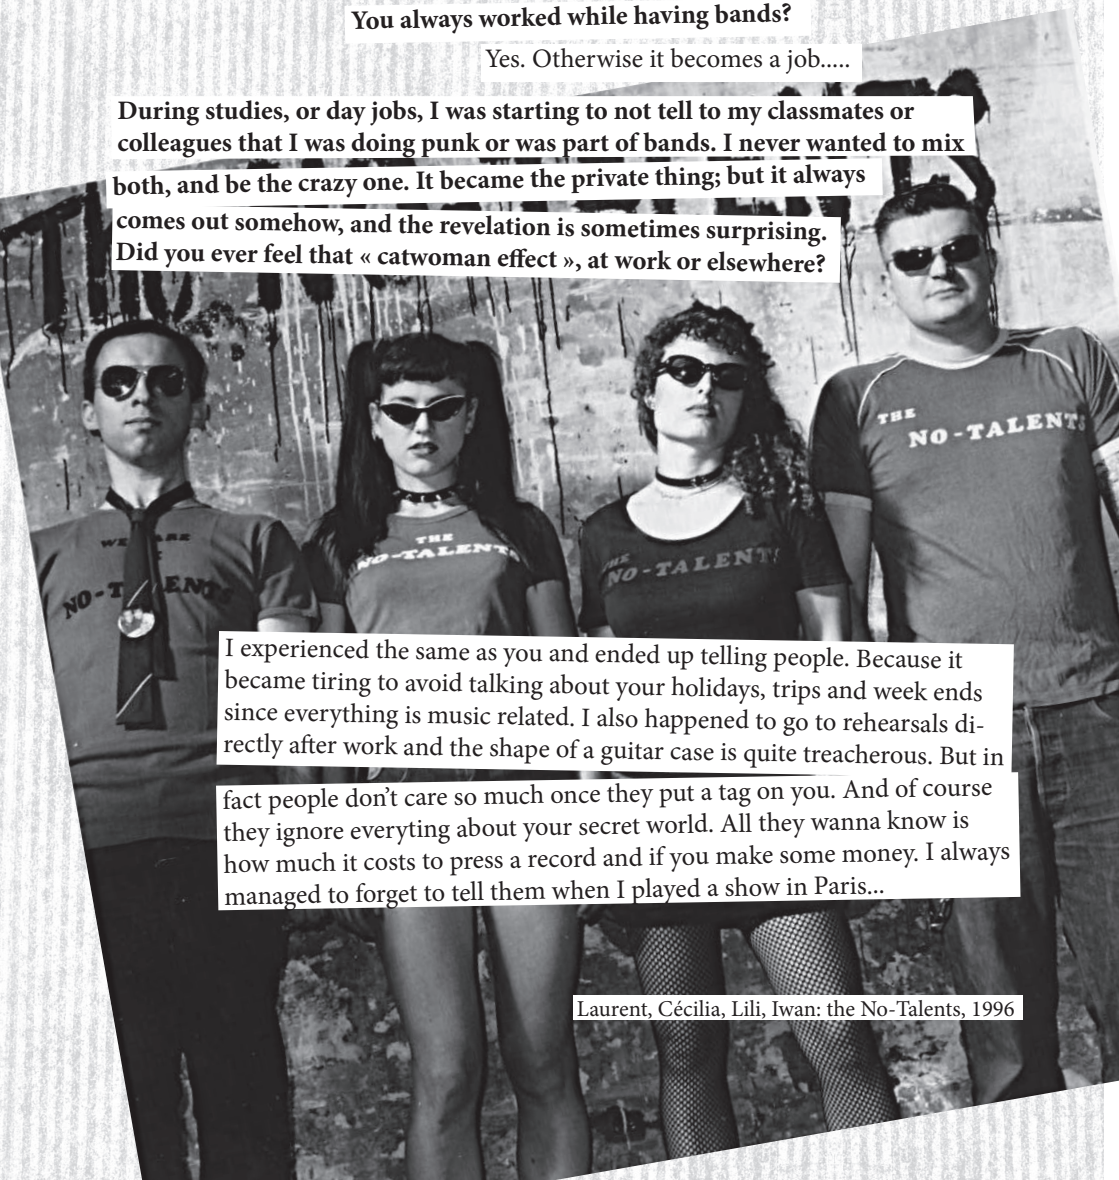 You always worked while having bands?
Yes. Otherwise it becomes a job.....
During studies, or day jobs, I was starting to not tell to my classmates or
colleagues that I was doing punk or was part of bands. I never wanted to mix
both, and be the crazy one. It became the private thing; but it always
comes out somehow, and the revelation is sometimes surprising.
Did you ever feel that « catwoman effect », at work or elsewhere?
THE
NO-TALENTS
WE ARE
NO-TALENTS
THE
NO-TALENTS
THE
NO-TALENTS
I experienced the same as you and ended up telling people. Because it
became tiring to avoid talking about your holidays, trips and week ends
since everything is music related. I also happened to go to rehearsals di-
rectly after work and the shape of a guitar case is quite treacherous. But in
fact people don't care so much once they put a tag on you. And of course
they ignore everyting about your secret world. All they wanna know is
how much it costs to press a record and if you make some money. I always
managed to forget to tell them when I played a show in Paris...
Laurent, Cécilia, Lili, Iwan: the No-Talents, 1996